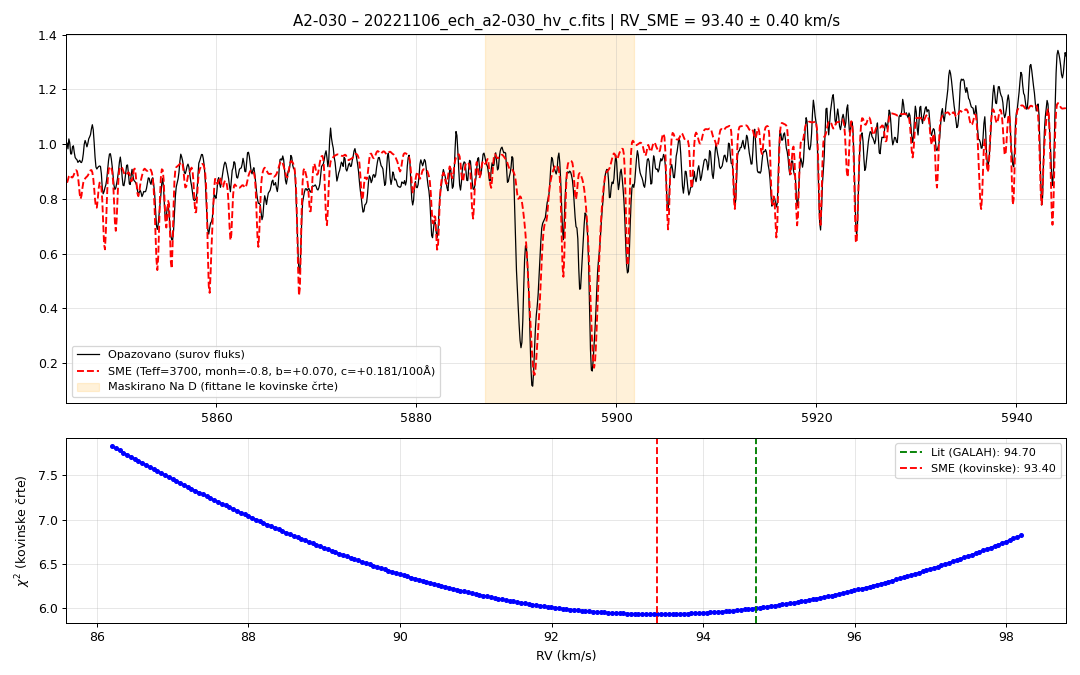 A2-030 – 20221106_ech_a2-030_hv_c.fits | RV_SME = 93.40 ± 0.40 km/s
1.4
1.2
1.0
0.8
0.6
0.4
0.2
Opazovano (surov fluks)
SME (Teff=3700, monh=-0.8, b=+0.070, c=+0.181/100Å)
Maskirano Na D (fittane le kovinske črte)
5860 5880 5900 5920 5940
7.5
7.0
6.5
6.0
χ² (kovinske črte)
Lit (GALAH): 94.70
SME (kovinske): 93.40
86 88 90 92 94 96 98
RV (km/s)